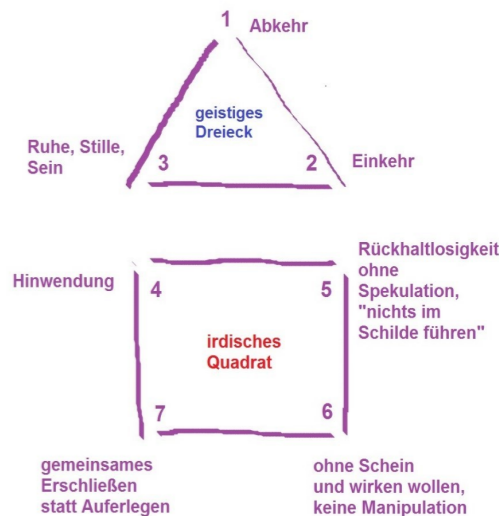 1 Abkehr
geistiges
Dreieck
Ruhe, Stille,
Sein
3
2
Einkehr
Hinwendung
4
5
Rückhaltlosigkeit
ohne
Spekulation,
"nichts im
Schilde führen"
irdisches
Quadrat
7
6
gemeinsames
Erschließen
statt Auferlegen
ohne Schein
und wirken wollen,
keine Manipulation